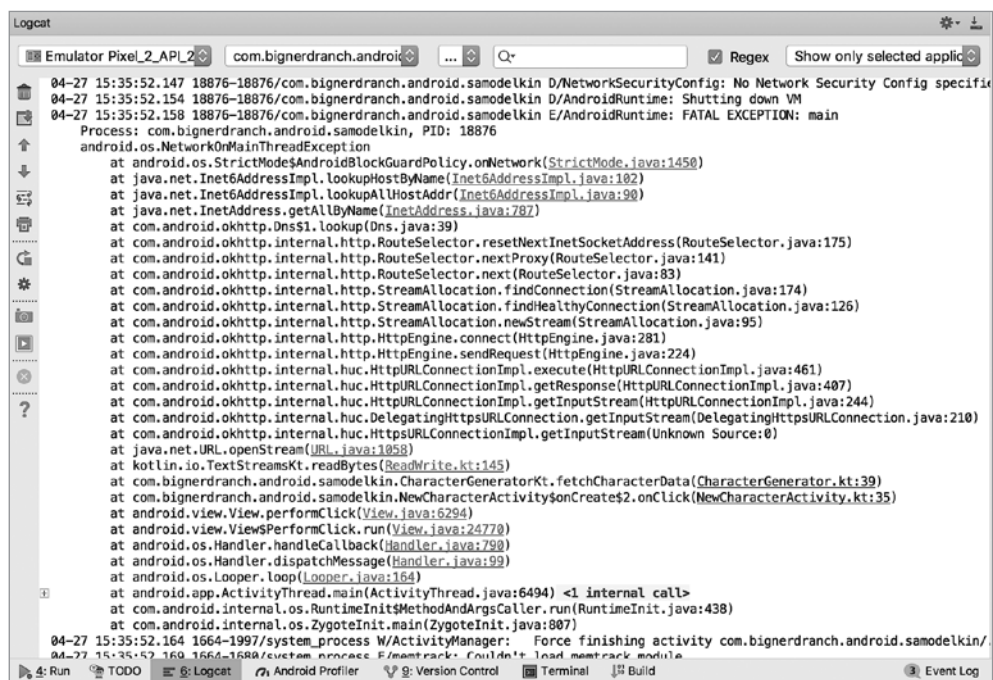 Logcat
Emulator Pixel_2_API_2 com.bignerdranch.android ... Regex Show only selected applic
04-27 15:35:52.147 18876-18876/com.bignerdranch.android.samodelkin D/NetworkSecurityConfig: No Network Security Config specifie
04-27 15:35:52.154 18876-18876/com.bignerdranch.android.samodelkin D/AndroidRuntime: Shutting down VM
04-27 15:35:52.158 18876-18876/com.bignerdranch.android.samodelkin E/AndroidRuntime: FATAL EXCEPTION: main
Process: com.bignerdranch.android.samodelkin, PID: 18876
android.os.NetworkOnMainThreadException
at android.os.StrictMode$AndroidBlockGuardPolicy.onNetwork(StrictMode.java:1450)
at java.net.Inet6AddressImpl.lookupHostByName(Inet6AddressImpl.java:102)
at java.net.Inet6AddressImpl.lookupAllHostAddr(Inet6AddressImpl.java:90)
at java.net.InetAddress.getAllByName(InetAddress.java:787)
at com.android.okhttp.Dns$1.lookup(Dns.java:39)
at com.android.okhttp.internal.http.RouteSelector.resetNextInetSocketAddress(RouteSelector.java:175)
at com.android.okhttp.internal.http.RouteSelector.nextProxy(RouteSelector.java:141)
at com.android.okhttp.internal.http.RouteSelector.next(RouteSelector.java:83)
at com.android.okhttp.internal.http.StreamAllocation.findConnection(StreamAllocation.java:174)
at com.android.okhttp.internal.http.StreamAllocation.findHealthyConnection(StreamAllocation.java:126)
at com.android.okhttp.internal.http.StreamAllocation.newStream(StreamAllocation.java:95)
at com.android.okhttp.internal.http.HttpEngine.connect(HttpEngine.java:281)
at com.android.okhttp.internal.http.HttpEngine.sendRequest(HttpEngine.java:224)
at com.android.okhttp.internal.huc.HttpURLConnectionImpl.execute(HttpURLConnectionImpl.java:461)
at com.android.okhttp.internal.huc.HttpURLConnectionImpl.getResponse(HttpURLConnectionImpl.java:407)
at com.android.okhttp.internal.huc.HttpURLConnectionImpl.getInputStream(HttpURLConnectionImpl.java:244)
at com.android.okhttp.internal.huc.DelegatingHttpsURLConnection.getInputStream(DelegatingHttpsURLConnection.java:210)
at com.android.okhttp.internal.huc.HttpsURLConnectionImpl.getInputStream(Unknown Source:0)
at java.net.URL.openStream(URL.java:1058)
at kotlin.io.TextStreamsKt.readBytes(ReadWrite.kt:145)
at com.bignerdranch.android.samodelkin.CharacterGeneratorKt.fetchCharacterData(CharacterGenerator.kt:39)
at com.bignerdranch.android.samodelkin.NewCharacterActivity$onCreate$2.onClick(NewCharacterActivity.kt:35)
at android.view.View.performClick(View.java:6294)
at android.view.View$PerformClick.run(View.java:24770)
at android.os.Handler.handleCallback(Handler.java:790)
at android.os.Handler.dispatchMessage(Handler.java:99)
at android.os.Looper.loop(Looper.java:164)
at android.app.ActivityThread.main(ActivityThread.java:6494) <1 internal call>
at com.android.internal.os.RuntimeInit$MethodAndArgsCaller.run(RuntimeInit.java:438)
at com.android.internal.os.ZygoteInit.main(ZygoteInit.java:807)
04-27 15:35:52.164 1664-1997/system_process W/ActivityManager:   Force finishing activity com.bignerdranch.android.samodelkin/.
04-27 15:35:52.169 1664-1680/system_process E/memtrack: Couldn't load memtrack module
4: Run TODO 6: Logcat Android Profiler 9: Version Control Terminal Build 3 Event Log